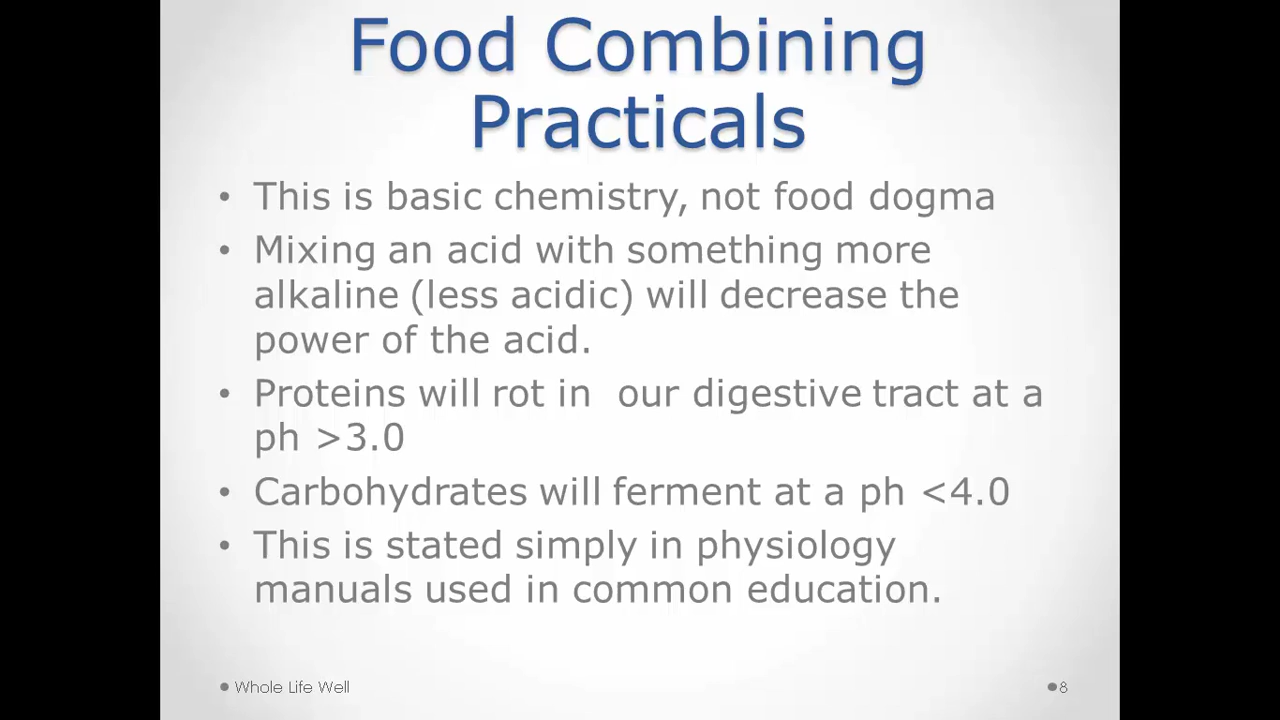 Food Combining
Practicals
• This is basic chemistry, not food dogma
• Mixing an acid with something more
alkaline (less acidic) will decrease the
power of the acid.
• Proteins will rot in  our digestive tract at a
ph >3.0
• Carbohydrates will ferment at a ph <4.0
• This is stated simply in physiology
manuals used in common education.
● Whole Life Well ●8